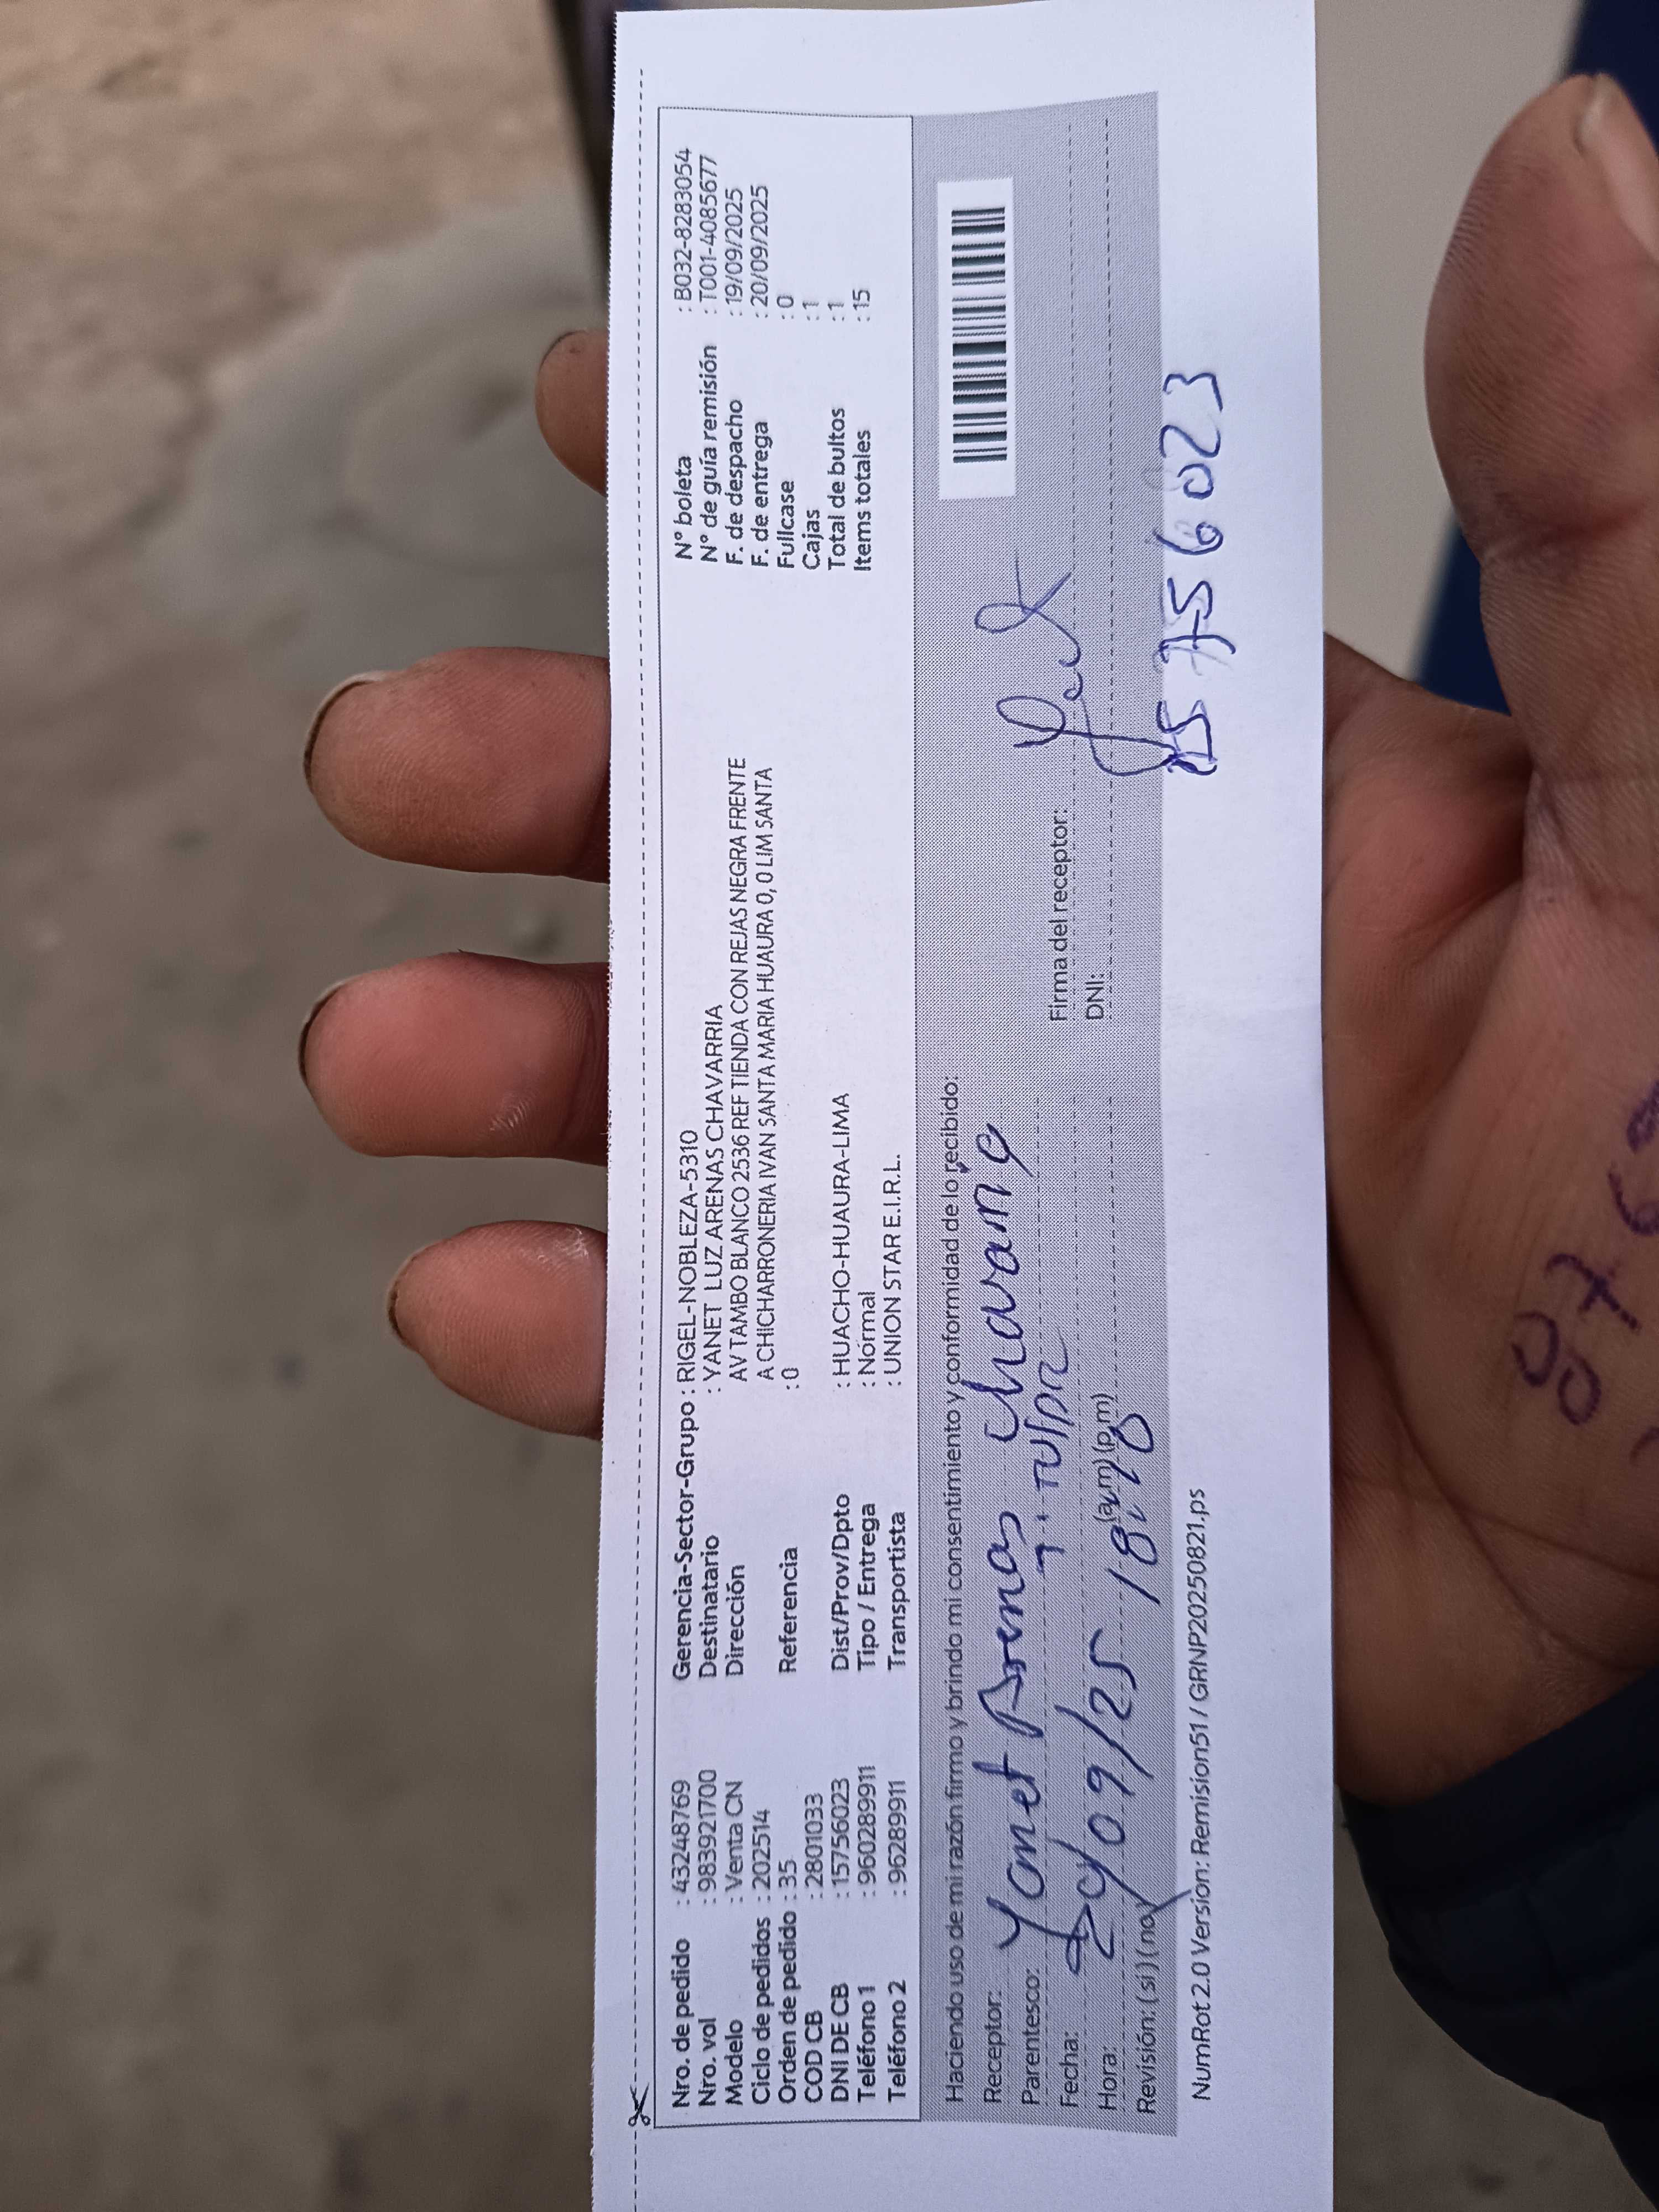 Nro. de pedido : 43248769 Gerencia-Sector-Grupo : RIGEL-NOBLEZA-5310 N° boleta : B032-8283054
Nro. vol : 983921700 Destinatario : YANET LUZ ARENAS CHAVARRIA N° de guía remisión : T001-4085677
Modelo : Venta CN Dirección AV TAMBO BLANCO 2536 REF TIENDA CON REJAS NEGRA FRENTE F. de despacho : 19/09/2025
Ciclo de pedidos : 202514 A CHICHARRONERIA IVAN SANTA MARIA HUAURA 0, 0 LIM SANTA F. de entrega : 20/09/2025
Orden de pedido : 35 Referencia : 0 Fullcase : 0
COD CB : 2801033 Cajas : 1
DNI DE CB : 15756023 Dist/Prov/Dpto : HUACHO-HUAURA-LIMA Total de bultos : 1
Teléfono 1 : 960289911 Tipo / Entrega : Normal Items totales : 15
Teléfono 2 : 96289911 Transportista : UNION STAR E.I.R.L.
Haciendo uso de mi razón firmo y brindo mi consentimiento y conformidad de lo recibido:
Receptor: Yanet Arenas Chavarria
Parentesco: Titular Firma del receptor:
Fecha: 20/09/25 DNI: 15756023
Hora: 18:10 (a.m) (p.m)
Revisión: (si) (no)
NumRot 2.0 Version: Remision51 / GRNP20250821.ps